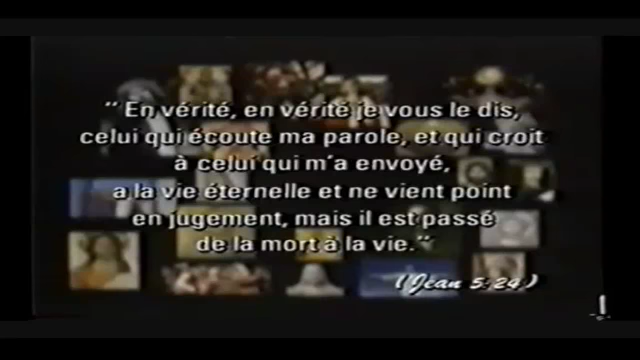 “ En vérité, en vérité je vous le dis,
celui qui écoute ma parole, et qui croit
à celui qui m'a envoyé,
a la vie éternelle et ne vient point
en jugement, mais il est passé
de la mort à la vie.”
(Jean 5:24)